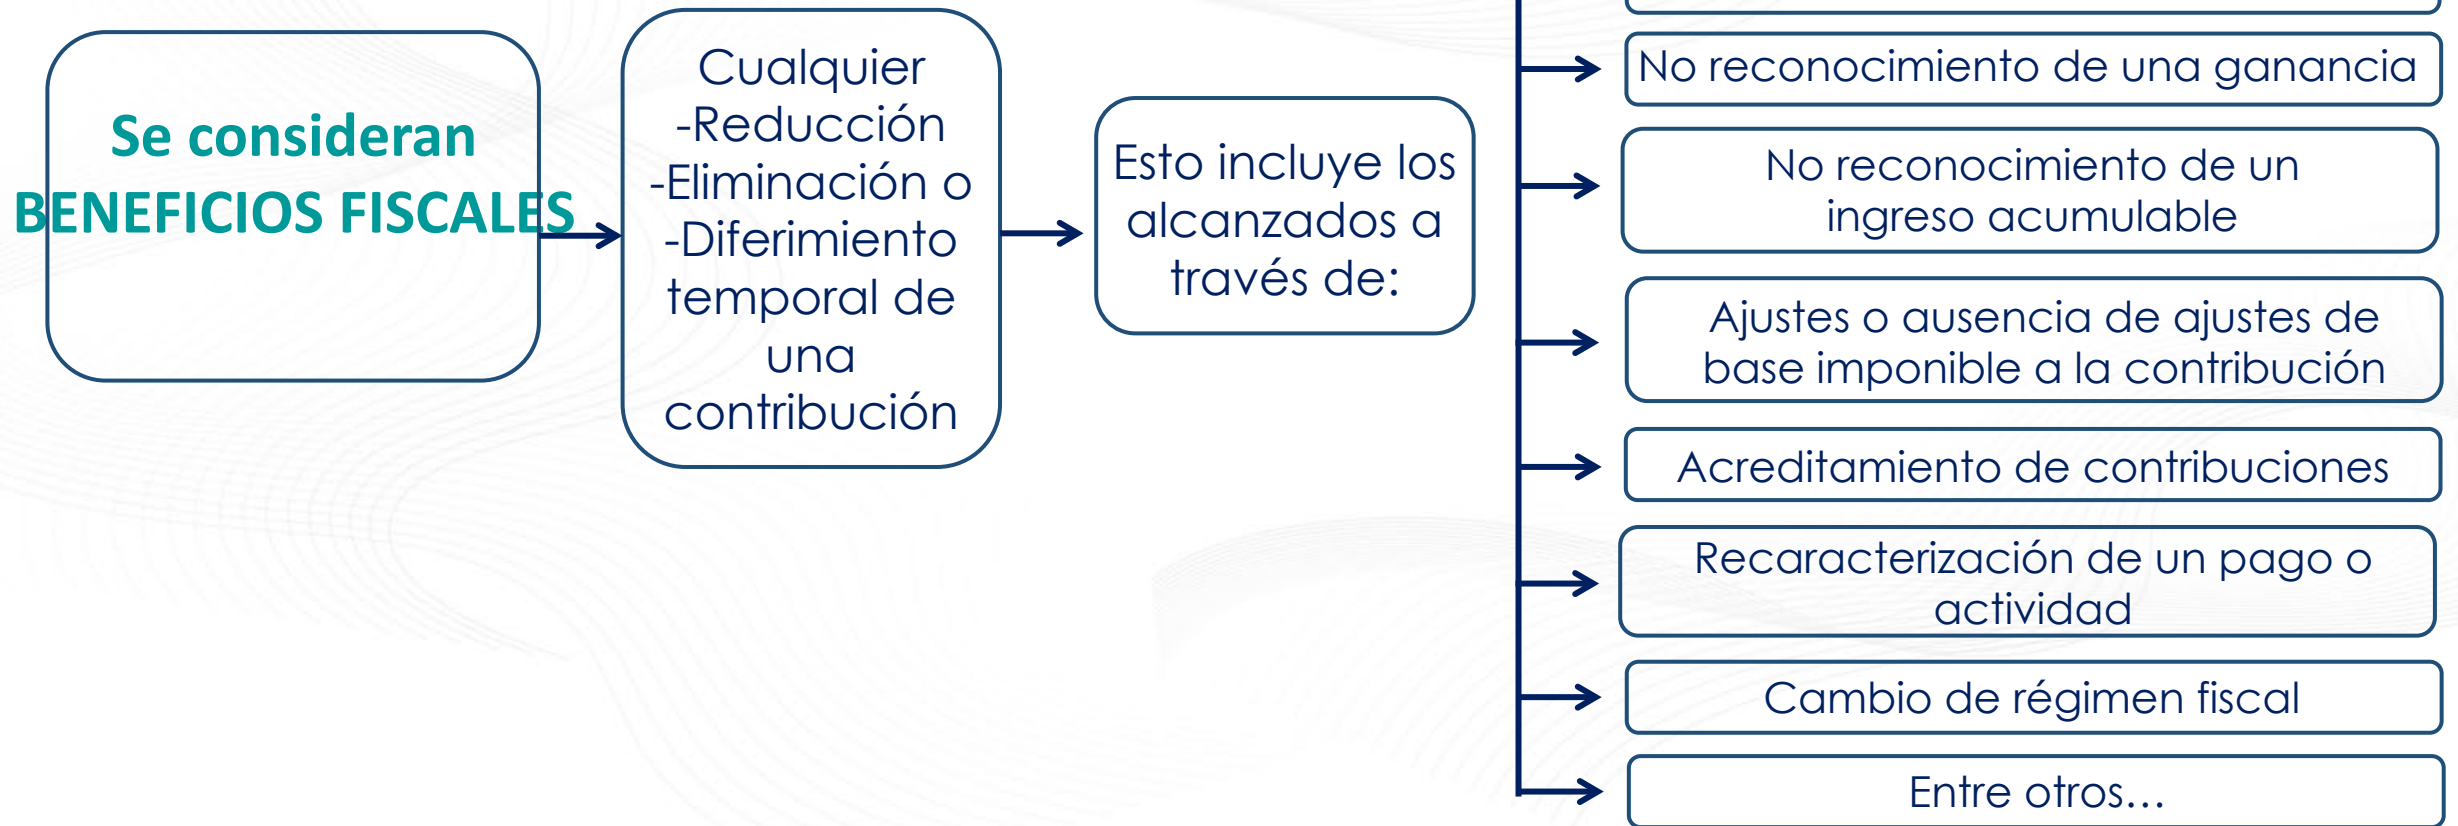 Se consideran
BENEFICIOS FISCALES
Cualquier
-Reducción
-Eliminación o
-Diferimiento
temporal de
una
contribución
Esto incluye los
alcanzados a
través de:
No reconocimiento de una ganancia
No reconocimiento de un
ingreso acumulable
Ajustes o ausencia de ajustes de
base imponible a la contribución
Acreditamiento de contribuciones
Recaracterización de un pago o
actividad
Cambio de régimen fiscal
Entre otros...